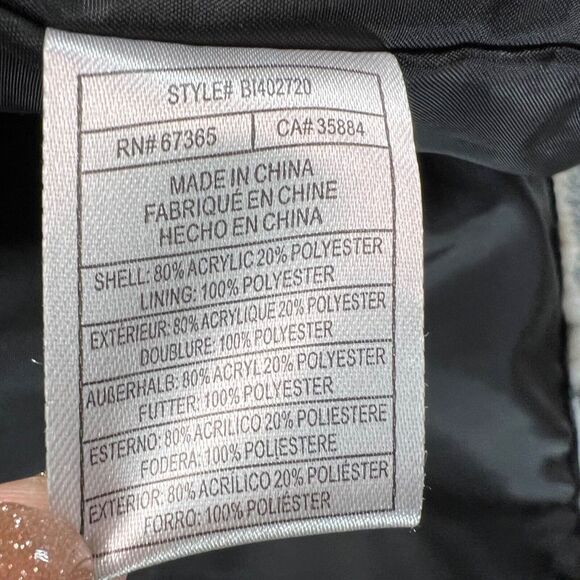 STYLE# BI402720
RN# 67365 CA# 35884
MADE IN CHINA
FABRIQUÉ EN CHINE
HECHO EN CHINA
SHELL: 80% ACRYLIC 20% POLYESTER
LINING: 100% POLYESTER
EXTÉRIEUR: 80% ACRYLIQUE 20% POLYESTER
DOUBLURE: 100% POLYESTER
AUßERHALB: 80% ACRYL 20% POLYESTER
FUTTER: 100% POLYESTER
ESTERNO: 80% ACRILICO 20% POLIESTERE
FODERA: 100% POLIESTERE
EXTERIOR: 80% ACRILICO 20% POLIÉSTER
FORRO: 100% POLIÉSTER